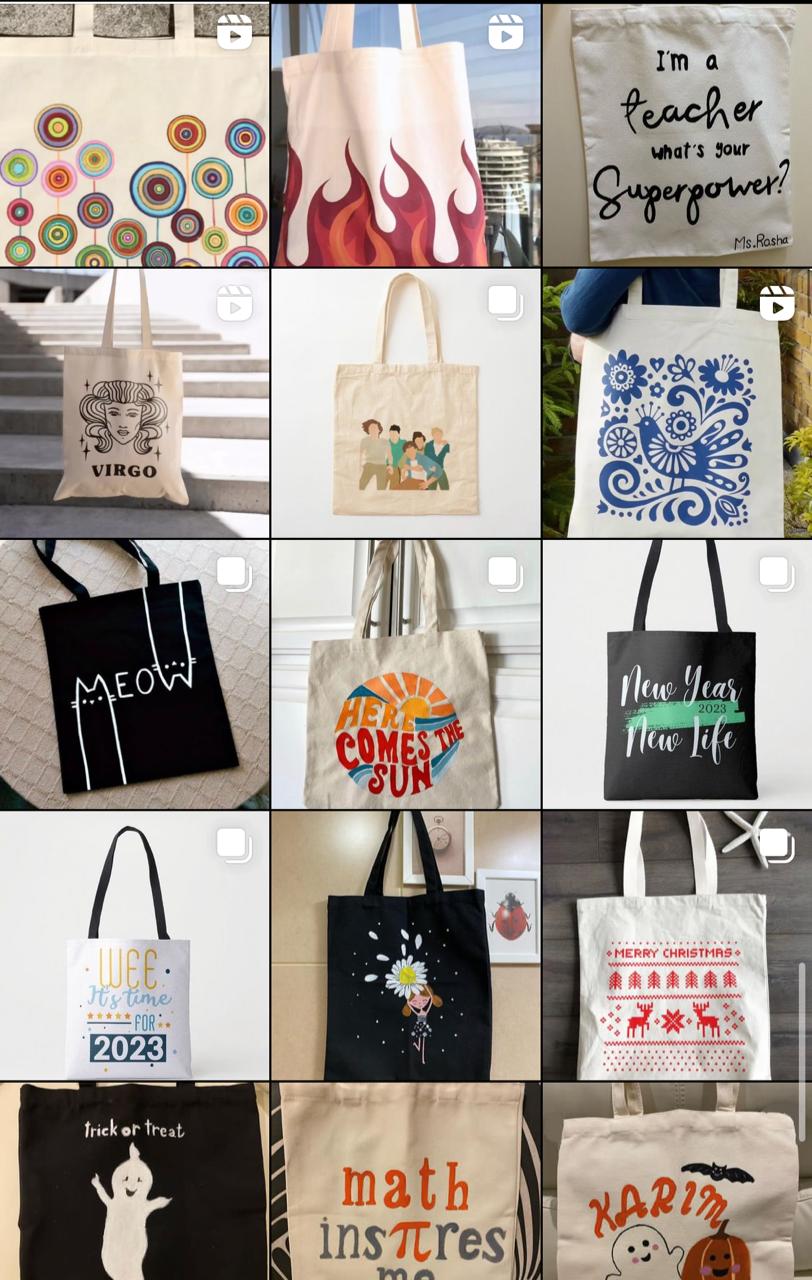 I'm a
teacher
what's your
Superpower?
Ms.Rasha
VIRGO
MEOW
HERE
COMES THE
SUN
New Year
2023
New Life
WEE
It's time
FOR
2023
MERRY CHRISTMAS
trick or treat
math
insπres
me
KARIM